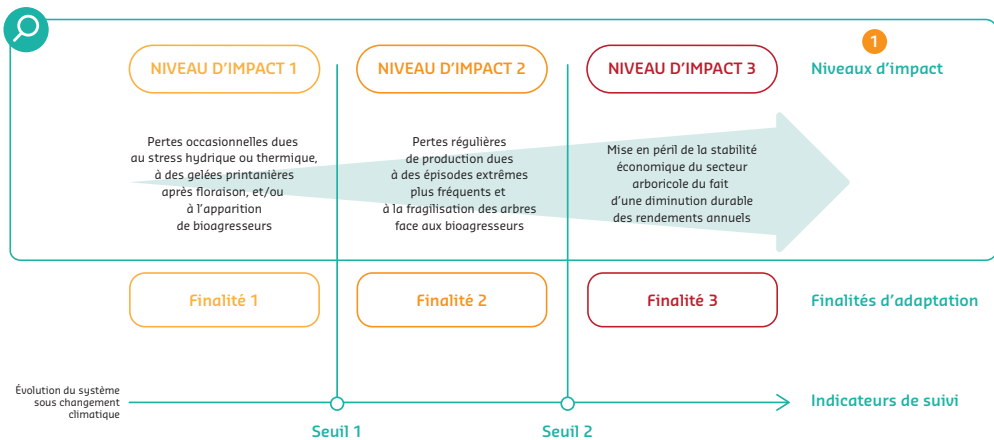 1
NIVEAU D'IMPACT 1
NIVEAU D'IMPACT 2
NIVEAU D'IMPACT 3
Niveaux d'impact
Pertes occasionnelles dues
au stress hydrique ou thermique,
à des gelées printanières
après floraison, et/ou
à l'apparition
de bioagresseurs
Pertes régulières
de production dues
à des épisodes extrêmes
plus fréquents et
à la fragilisation des arbres
face aux bioagresseurs
Mise en péril de la stabilité
économique du secteur
arboricole du fait
d'une diminution durable
des rendements annuels
Finalité 1
Finalité 2
Finalité 3
Finalités d'adaptation
Évolution du système
sous changement
climatique
Indicateurs de suivi
Seuil 1
Seuil 2